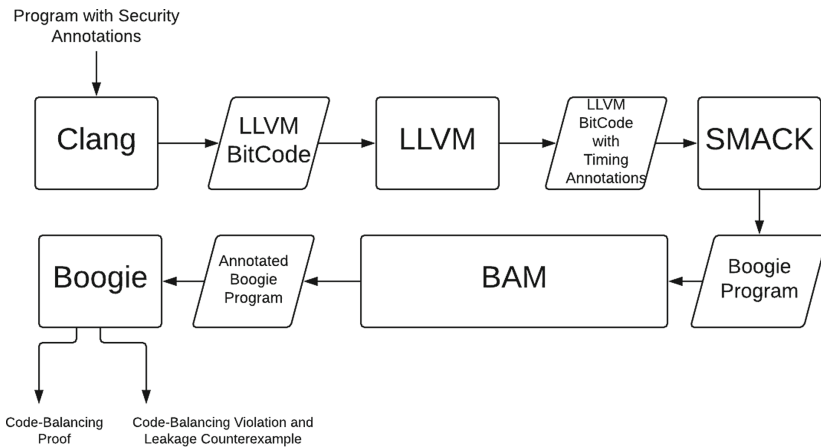 Program with Security
Annotations
Clang
LLVM
BitCode
LLVM
LLVM
BitCode
with
Timing
Annotations
SMACK
Boogie
Annotated
Boogie
Program
BAM
Boogie
Program
Code-Balancing
Proof
Code-Balancing Violation and
Leakage Counterexample